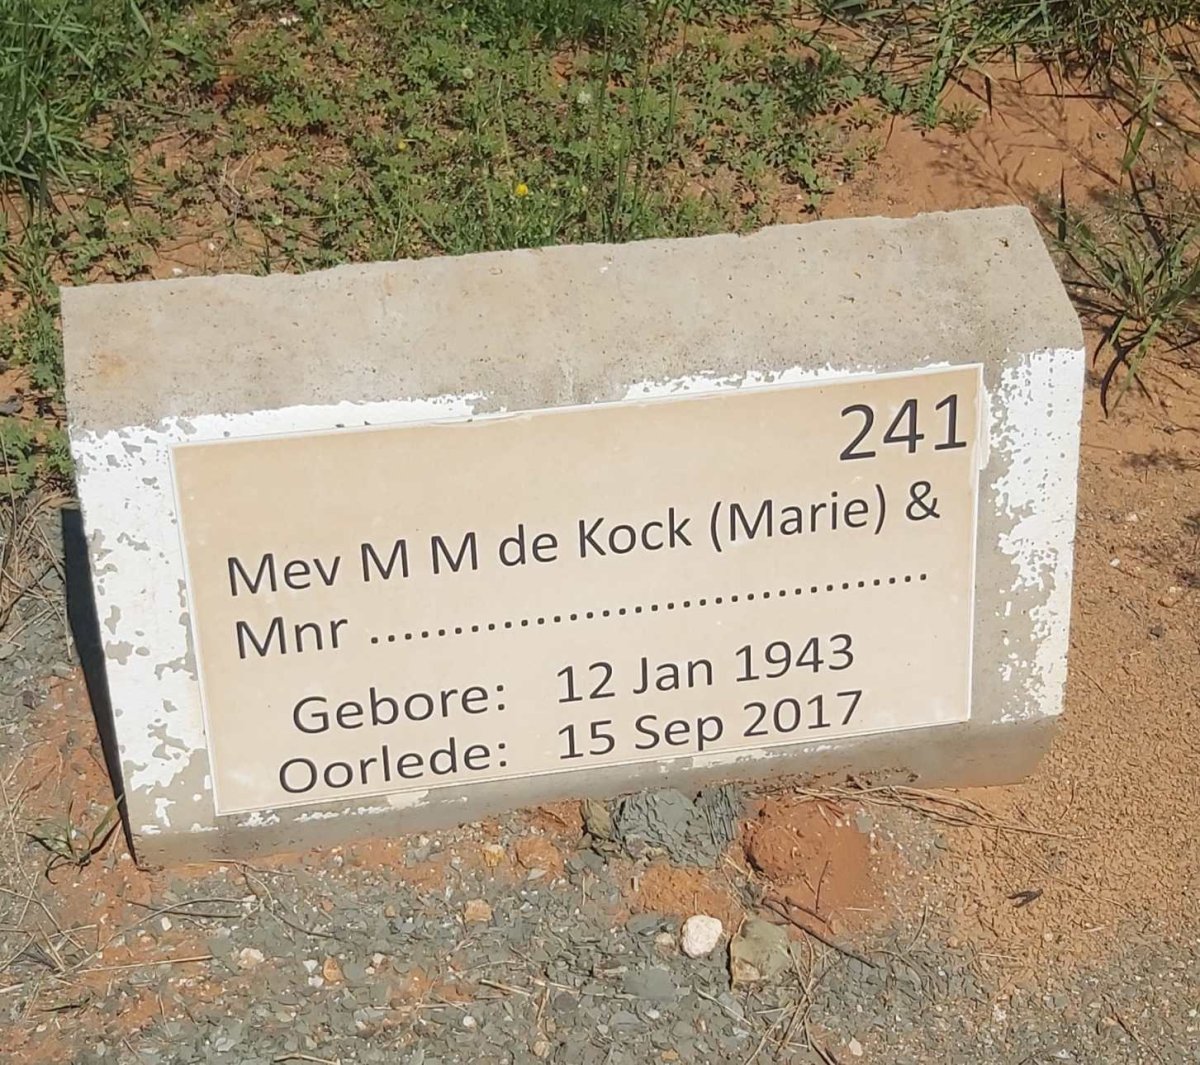 241
Mev M M de Kock (Marie) &
Mnr .......................................
Gebore: 12 Jan 1943
Oorlede: 15 Sep 2017